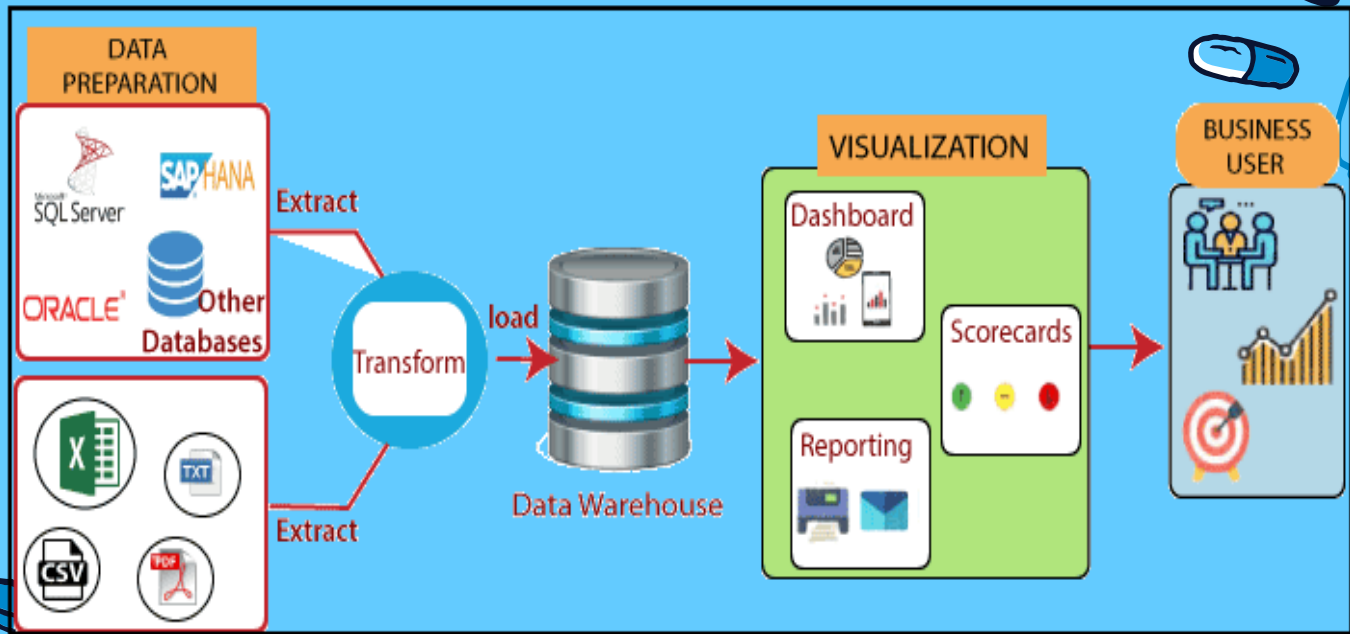 DATA
PREPARATION
Microsoft
SQL Server
SAP HANA
ORACLE
Other
Databases
Extract
X
TXT
CSV
PDF
Extract
Transform
load
Data Warehouse
VISUALIZATION
Dashboard
Scorecards
Reporting
BUSINESS
USER